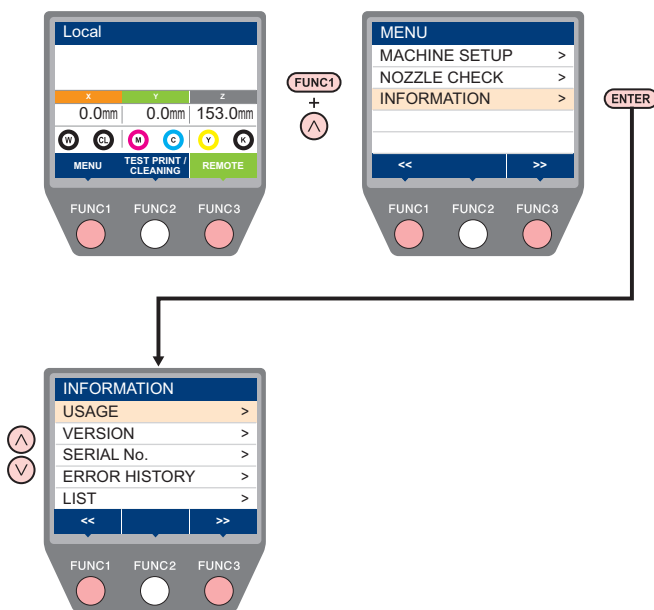 Local
X Y Z
0.0mm 0.0mm 153.0mm
W CL M C Y K
MENU TEST PRINT / CLEANING REMOTE
FUNC1 FUNC2 FUNC3
FUNC1
+
MENU
MACHINE SETUP >
NOZZLE CHECK >
INFORMATION >
<< >>
FUNC1 FUNC2 FUNC3
ENTER
INFORMATION
USAGE >
VERSION >
SERIAL No. >
ERROR HISTORY >
LIST >
<< >>
FUNC1 FUNC2 FUNC3